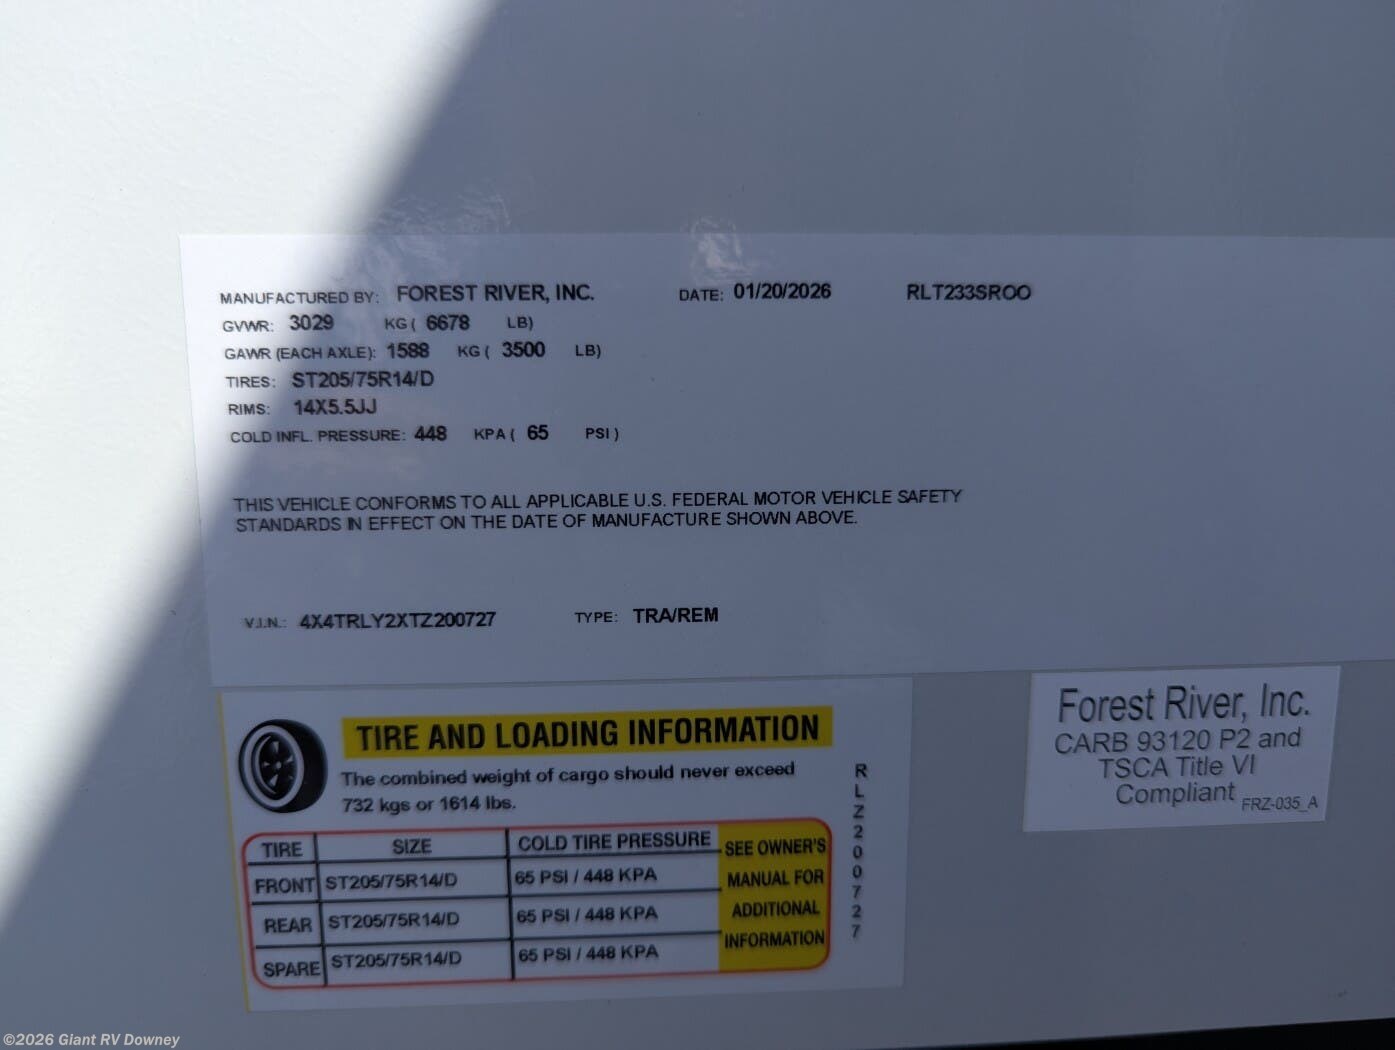 MANUFACTURED BY: FOREST RIVER, INC. DATE: 01/20/2026 RLT233SROO
GVWR: 3029 KG ( 6678 LB)
GAWR (EACH AXLE): 1588 KG ( 3500 LB)
TIRES: ST205/75R14/D
RIMS: 14X5.5JJ
COLD INFL. PRESSURE: 448 KPA ( 65 PSI )
THIS VEHICLE CONFORMS TO ALL APPLICABLE U.S. FEDERAL MOTOR VEHICLE SAFETY
STANDARDS IN EFFECT ON THE DATE OF MANUFACTURE SHOWN ABOVE.
V.I.N.: 4X4TRLY2XTZ200727 TYPE: TRA/REM
TIRE AND LOADING INFORMATION
The combined weight of cargo should never exceed
732 kgs or 1614 lbs.
TIRE SIZE COLD TIRE PRESSURE
FRONT ST205/75R14/D 65 PSI / 448 KPA
REAR ST205/75R14/D 65 PSI / 448 KPA
SPARE ST205/75R14/D 65 PSI / 448 KPA
SEE OWNER'S
MANUAL FOR
ADDITIONAL
INFORMATION
RLZ200727
Forest River, Inc.
CARB 93120 P2 and
TSCA Title VI
Compliant FRZ-035_A
©2026 Giant RV Downey